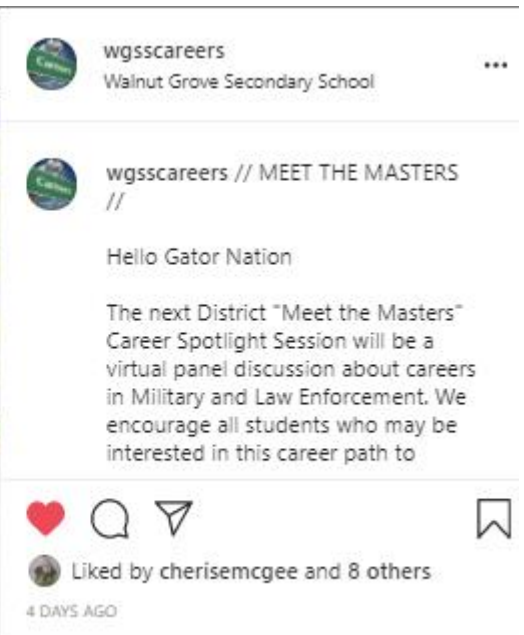 wgsscareers
Walnut Grove Secondary School
Career
wgsscareers // MEET THE MASTERS
//
Hello Gator Nation
The next District "Meet the Masters"
Career Spotlight Session will be a
virtual panel discussion about careers
in Military and Law Enforcement. We
encourage all students who may be
interested in this career path to
Liked by cherisemcgee and 8 others
4 DAYS AGO